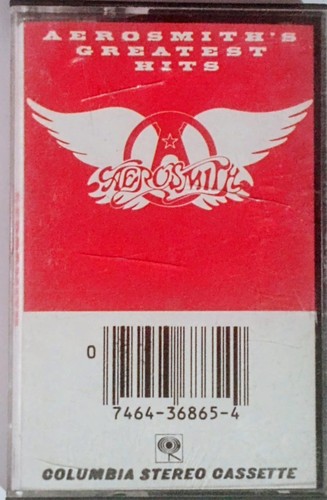 AEROSMITH'S
GREATEST
HITS
AEROSMITH
0
7464-36865-4
COLUMBIA STEREO CASSETTE